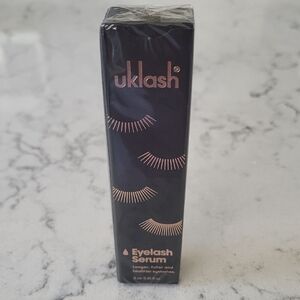 uklash®
Eyelash
Serum
Longer, fuller and
healthier eyelashes